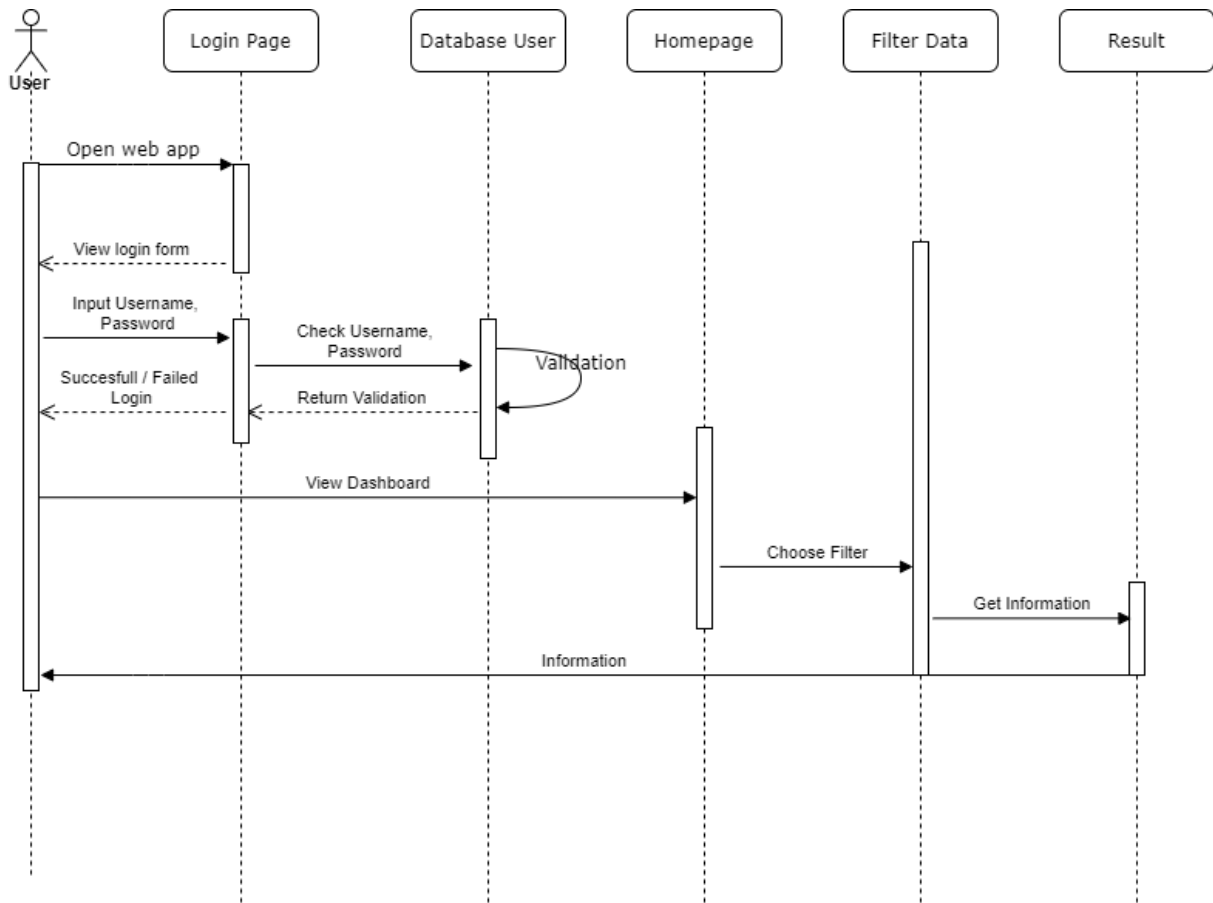 User
Login Page
Database User
Homepage
Filter Data
Result
Open web app
View login form
Input Username,
Password
Check Username,
Password
Validation
Succesfull / Failed
Login
Return Validation
View Dashboard
Choose Filter
Get Information
Information